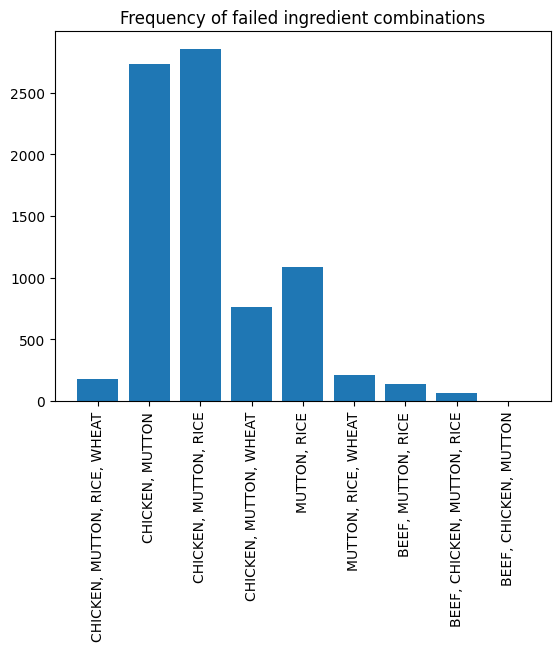 Frequency of failed ingredient combinations
2500
2000
1500
1000
500
0
CHICKEN, MUTTON, RICE, WHEAT
CHICKEN, MUTTON
CHICKEN, MUTTON, RICE
CHICKEN, MUTTON, WHEAT
MUTTON, RICE
MUTTON, RICE, WHEAT
BEEF, MUTTON, RICE
BEEF, CHICKEN, MUTTON, RICE
BEEF, CHICKEN, MUTTON